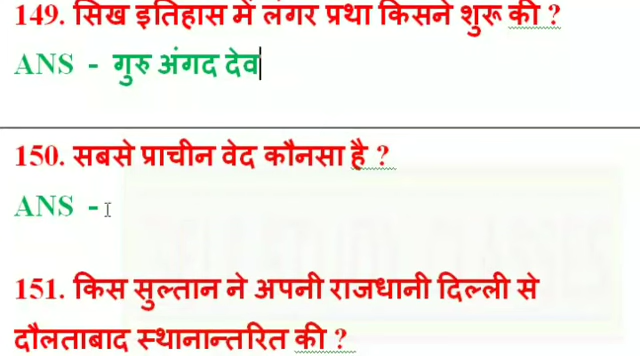 149. सिख इतिहास में लंगर प्रथा किसने शुरू की ?
ANS - गुरु अंगद देव
150. सबसे प्राचीन वेद कौनसा है ?
ANS -
151. किस सुल्तान ने अपनी राजधानी दिल्ली से
दौलताबाद स्थानान्तरित की ?